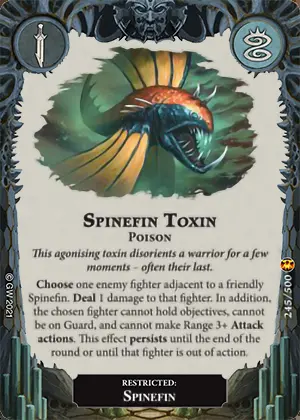 Spinefin Toxin
Poison
This agonising toxin disorients a warrior for a few
moments – often their last.
Choose one enemy fighter adjacent to a friendly
Spinefin. Deal 1 damage to that fighter. In addition,
the chosen fighter cannot hold objectives, cannot
be on Guard, and cannot make Range 3+ Attack
actions. This effect persists until the end of the
round or until that fighter is out of action.
© GW 2021
245/500
RESTRICTED:
Spinefin